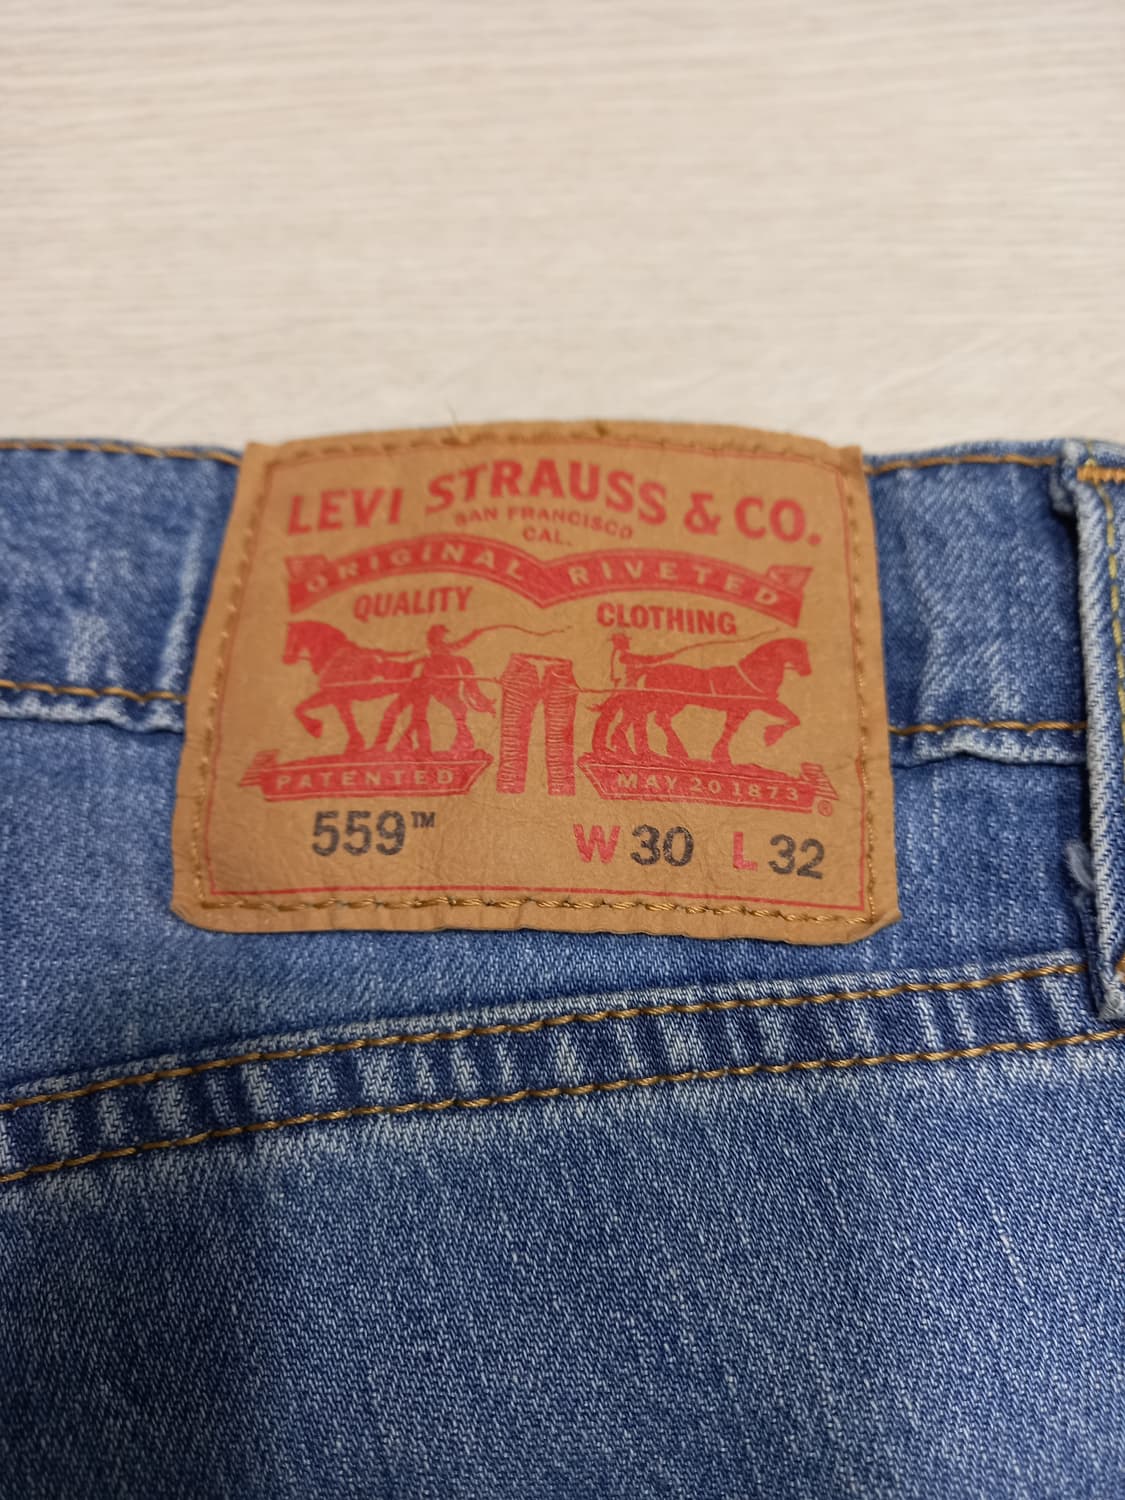 LEVI STRAUSS & CO.
SAN FRANCISCO
CAL.
ORIGINAL RIVETED
QUALITY CLOTHING
PATENTED MAY 20 1873 ®
559™ W 30 L 32